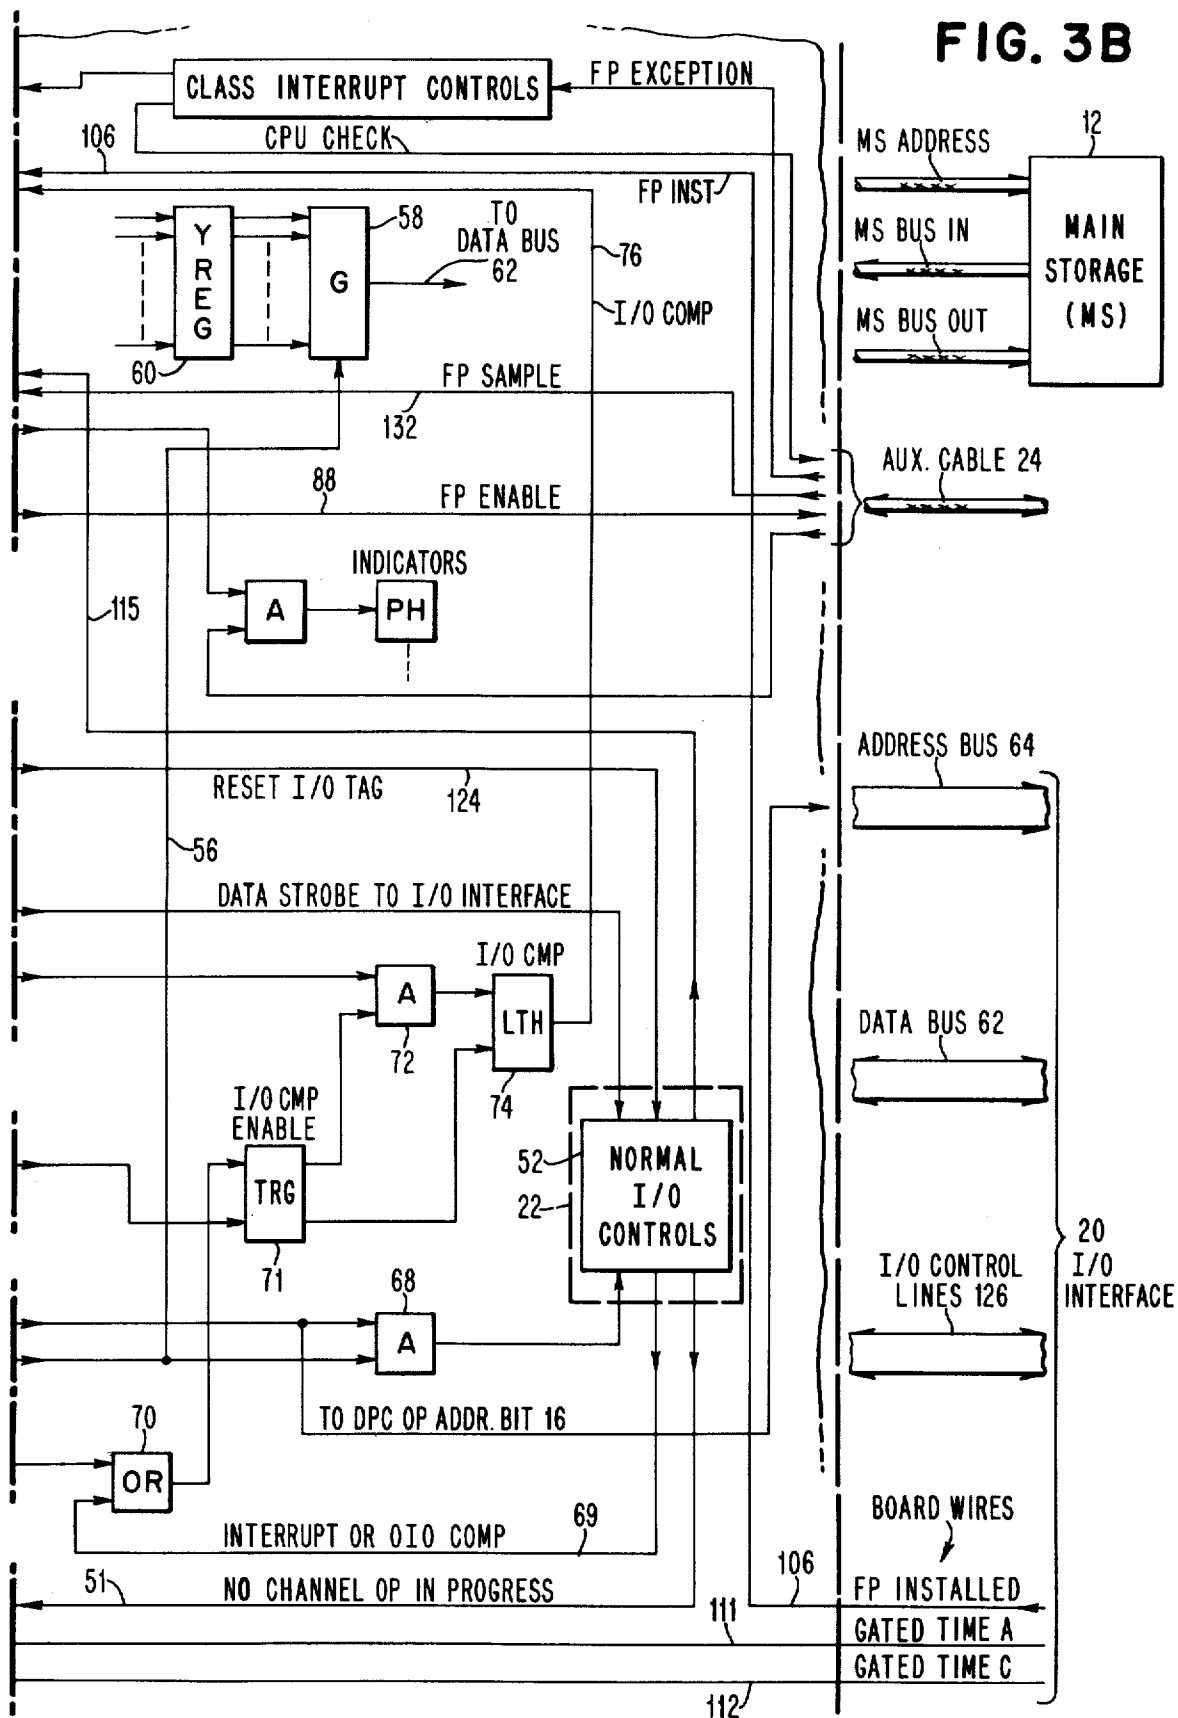 FIG. 3B
CLASS INTERRUPT CONTROLS
FP EXCEPTION
106
CPU CHECK
FP INST
12
MS ADDRESS
MS BUS IN
MS BUS OUT
MAIN
STORAGE
(MS)
Y
REG
60
58
G
TO
DATA BUS
62
76
I/O COMP
FP SAMPLE
132
AUX. CABLE 24
88
FP ENABLE
INDICATORS
A
PH
115
RESET I/O TAG
124
ADDRESS BUS 64
56
DATA STROBE TO I/O INTERFACE
I/O CMP
A
72
LTH
74
DATA BUS 62
I/O CMP
ENABLE
TRG
71
52
22
NORMAL
I/O
CONTROLS
20
I/O
INTERFACE
I/O CONTROL
LINES 126
68
A
TO DPC OP ADDR. BIT 16
70
OR
INTERRUPT OR OIO COMP
69
BOARD WIRES
51
NO CHANNEL OP IN PROGRESS
106
FP INSTALLED
111
GATED TIME A
GATED TIME C
112